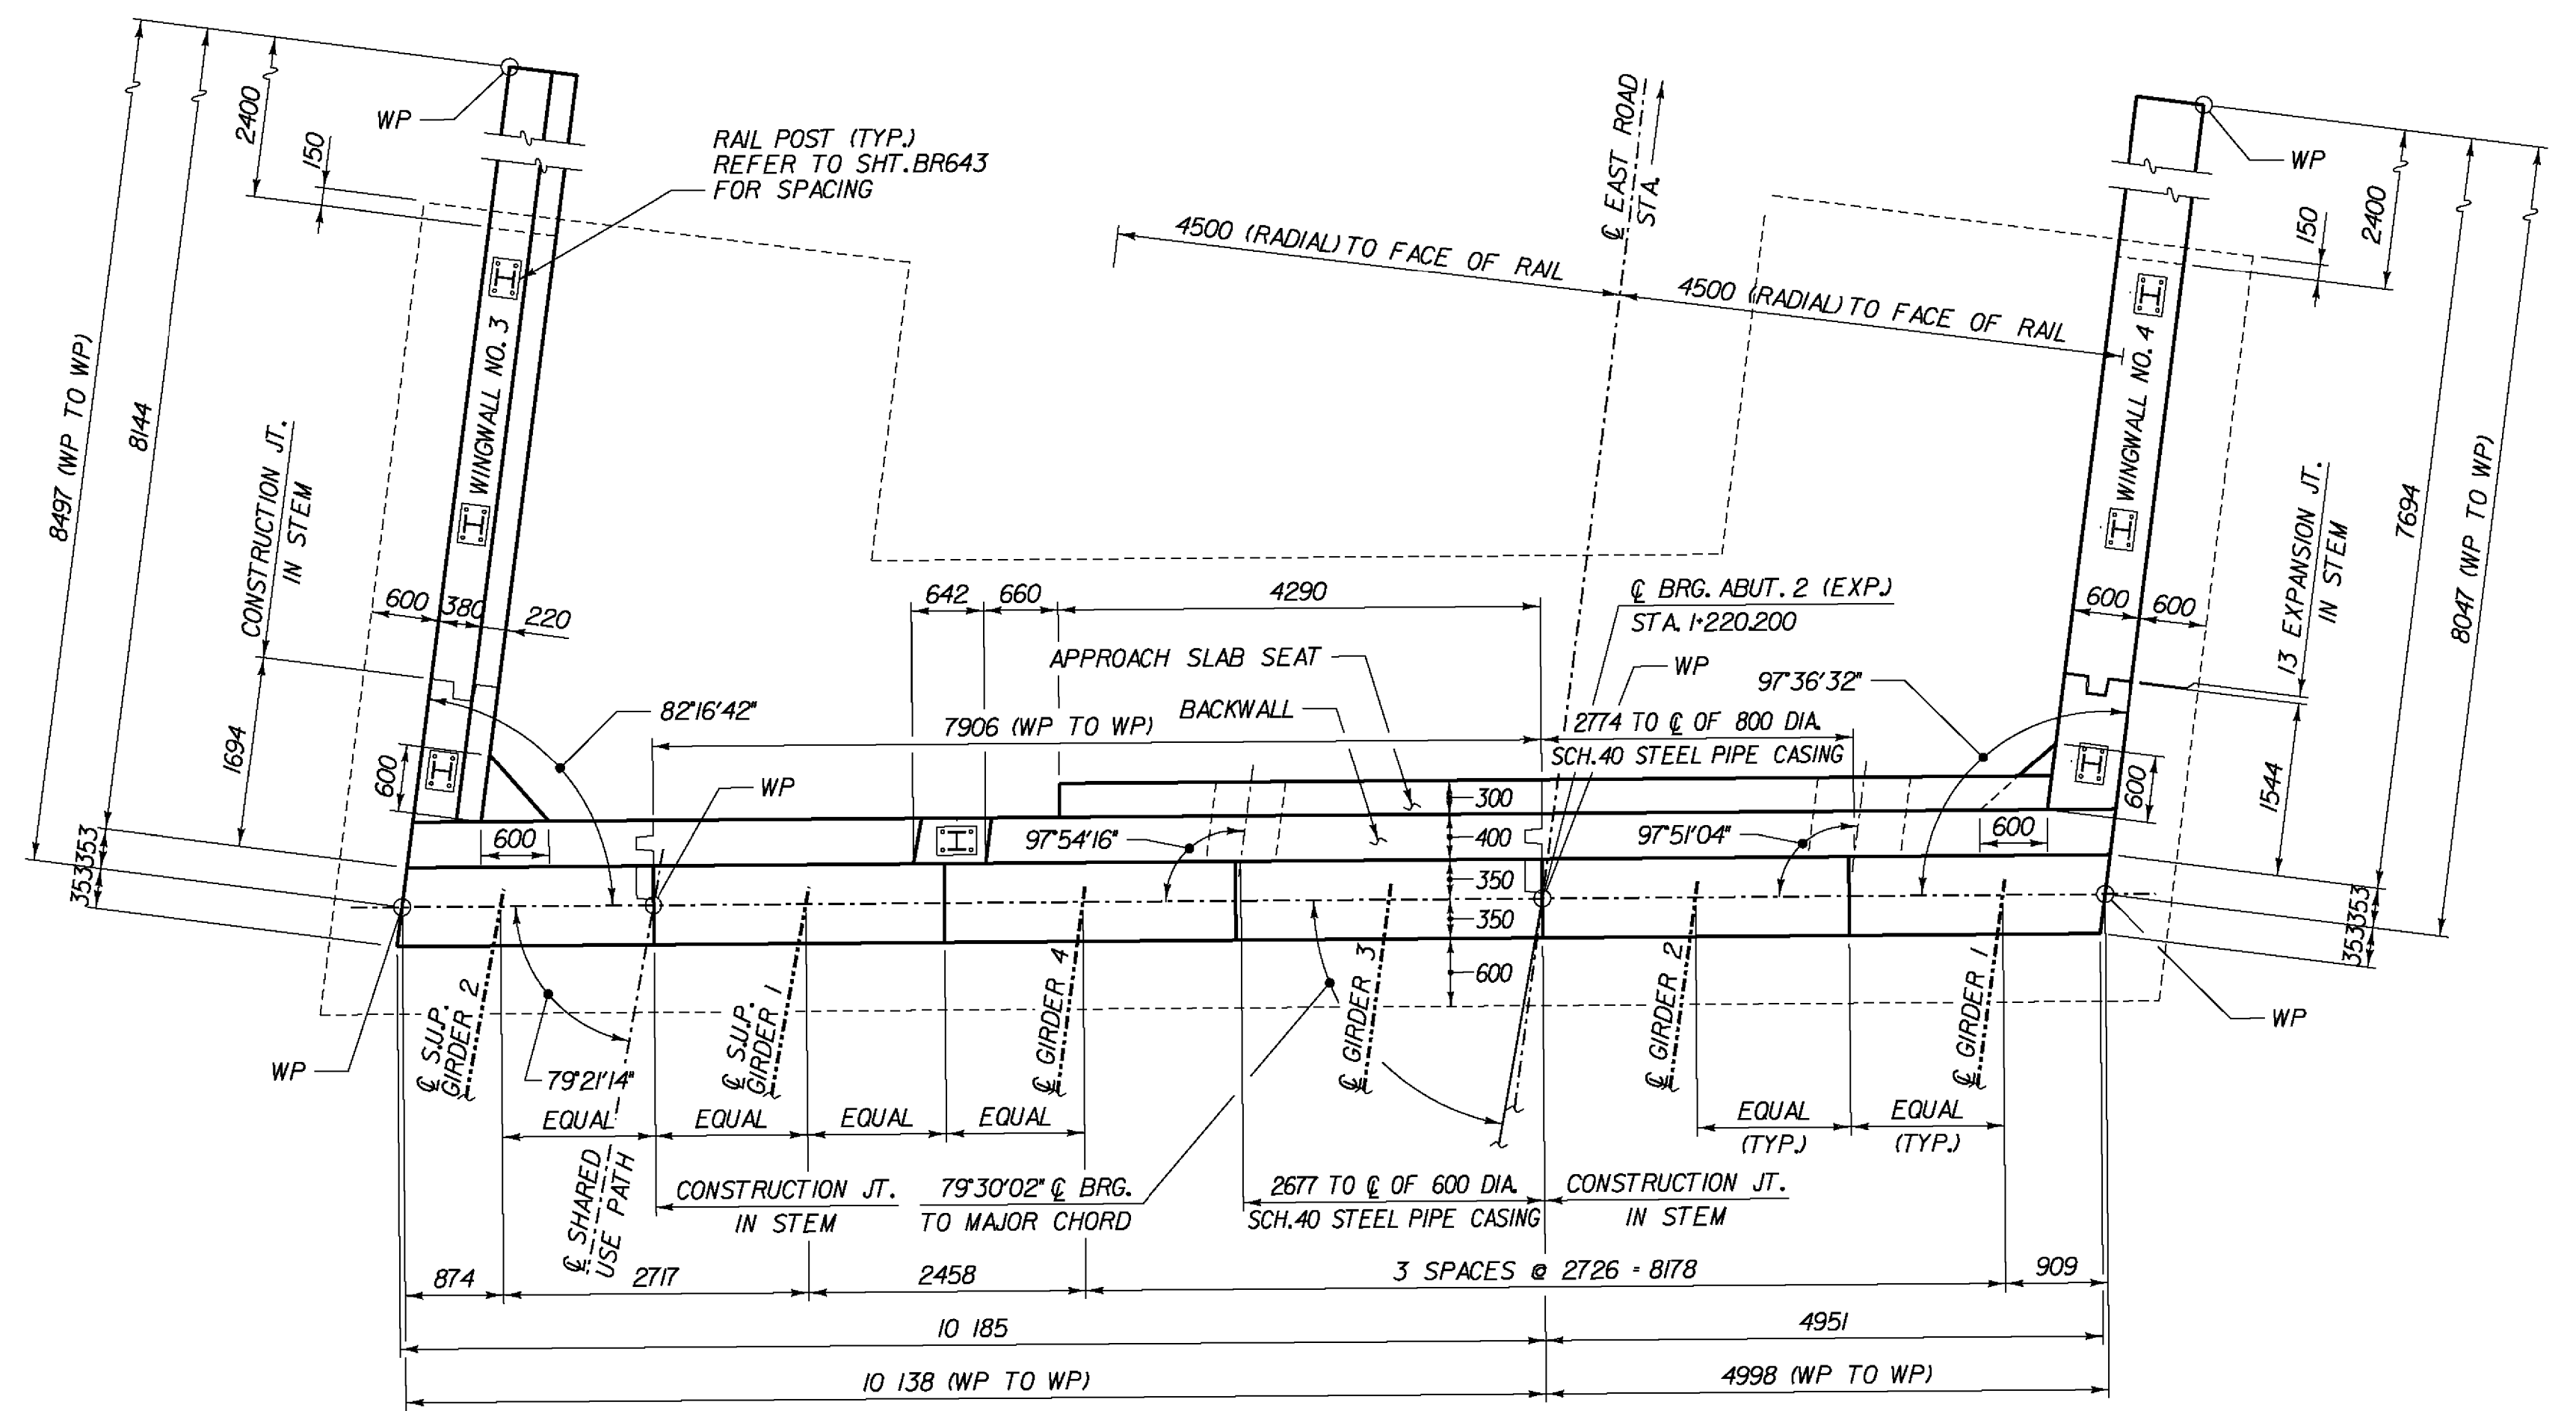 2400
150
WP
RAIL POST (TYP.)
REFER TO SHT.BR643
FOR SPACING
℄ EAST ROAD
STA.
4500 (RADIAL) TO FACE OF RAIL
4500 (RADIAL) TO FACE OF RAIL
WP
150
2400
8497 (WP TO WP)
8144
CONSTRUCTION JT.
IN STEM
1694
WINGWALL NO. 3
600
380
220
WINGWALL NO. 4
600
600
13 EXPANSION JT.
IN STEM
7694
8047 (WP TO WP)
1544
642
660
4290
℄ BRG. ABUT. 2 (EXP.)
STA. 1+220.200
APPROACH SLAB SEAT
WP
BACKWALL
82°16'42"
7906 (WP TO WP)
97°36'32"
2774 TO ℄ OF 800 DIA.
SCH.40 STEEL PIPE CASING
WP
600
600
300
400
350
350
600
97°54'16"
97°51'04"
600
600
353
353
353
353
WP
WP
℄ S.U.P.
GIRDER 2
79°21'14"
℄ S.U.P.
GIRDER 1
℄ GIRDER 4
℄ GIRDER 3
℄ GIRDER 2
℄ GIRDER 1
EQUAL
EQUAL
EQUAL
EQUAL
EQUAL
(TYP.)
EQUAL
(TYP.)
℄ SHARED
USE PATH
CONSTRUCTION JT.
IN STEM
79°30'02" ℄ BRG.
TO MAJOR CHORD
2677 TO ℄ OF 600 DIA.
SCH.40 STEEL PIPE CASING
CONSTRUCTION JT.
IN STEM
874
2717
2458
3 SPACES @ 2726 = 8178
909
10 185
4951
10 138 (WP TO WP)
4998 (WP TO WP)